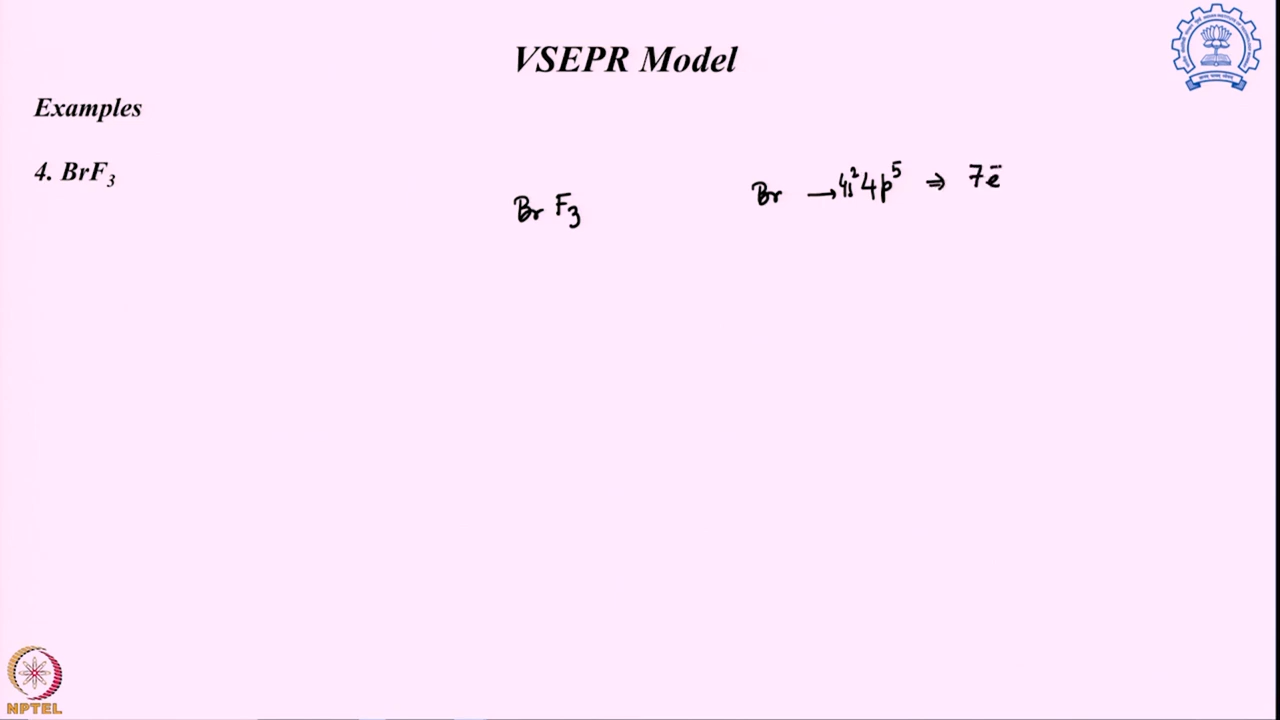 VSEPR Model
Examples
4. BrF₃
Br F₃
Br → 4s² 4p⁵ ⇒ 7e⁻
NPTEL